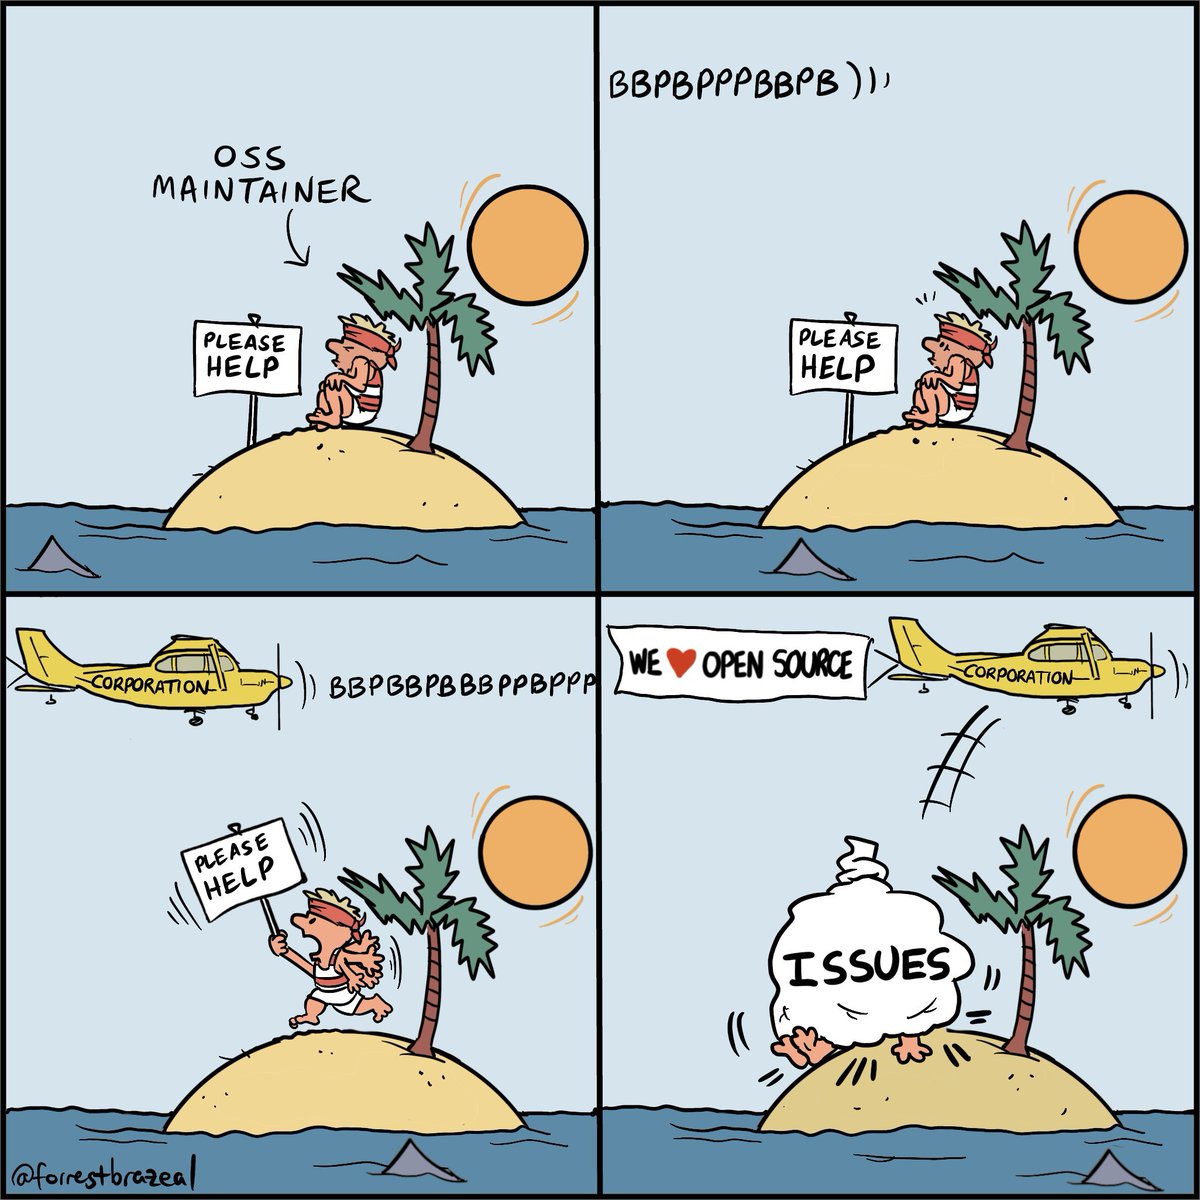 OSS
MAINTAINER
PLEASE
HELP
BBPBPPPBBPB
PLEASE
HELP
CORPORATION
BBPBBPBBBPPBPPP
PLEASE
HELP
@forrestbrazeal
WE ❤ OPEN SOURCE
CORPORATION
ISSUES